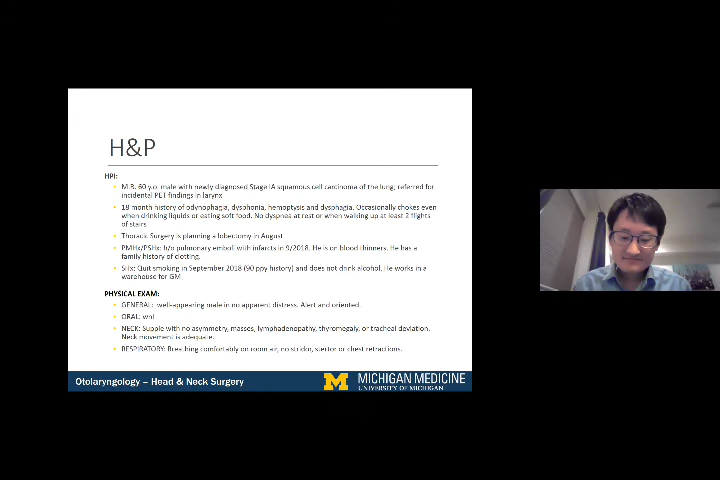 H&P
HPI:
M.R. 60 y.o. male with newly diagnosed Stage IA squamous cell carcinoma of the lung; referred for
incidental PET findings in larynx
18 month history of odynophagia, dysphonia, hemoptysis and dysphagia. Occasionally chokes even
when drinking liquids or eating soft food. No dyspnea at rest or when walking up at least 2 flights
of stairs
Thoracic Surgery is planning a lobectomy in August
PMHx/PSHx: h/o pulmonary emboli with infarcts in 9/2018. He is on blood thinners. He has a
family history of clotting.
SHx: Quit smoking in September 2018 (90 ppy history) and does not drink alcohol. He works in a
warehouse for GM
PHYSICAL EXAM:
GENERAL: well-appearing male in no apparent distress. Alert and oriented.
ORAL: wnl
NECK: Supple with no asymmetry, masses, lymphadenopathy, thyromegaly, or tracheal deviation.
Neck movement is adequate.
RESPIRATORY: Breathing comfortably on room air, no stridor, stertor or chest retractions.
Otolaryngology – Head & Neck Surgery
M MICHIGAN MEDICINE
UNIVERSITY OF MICHIGAN